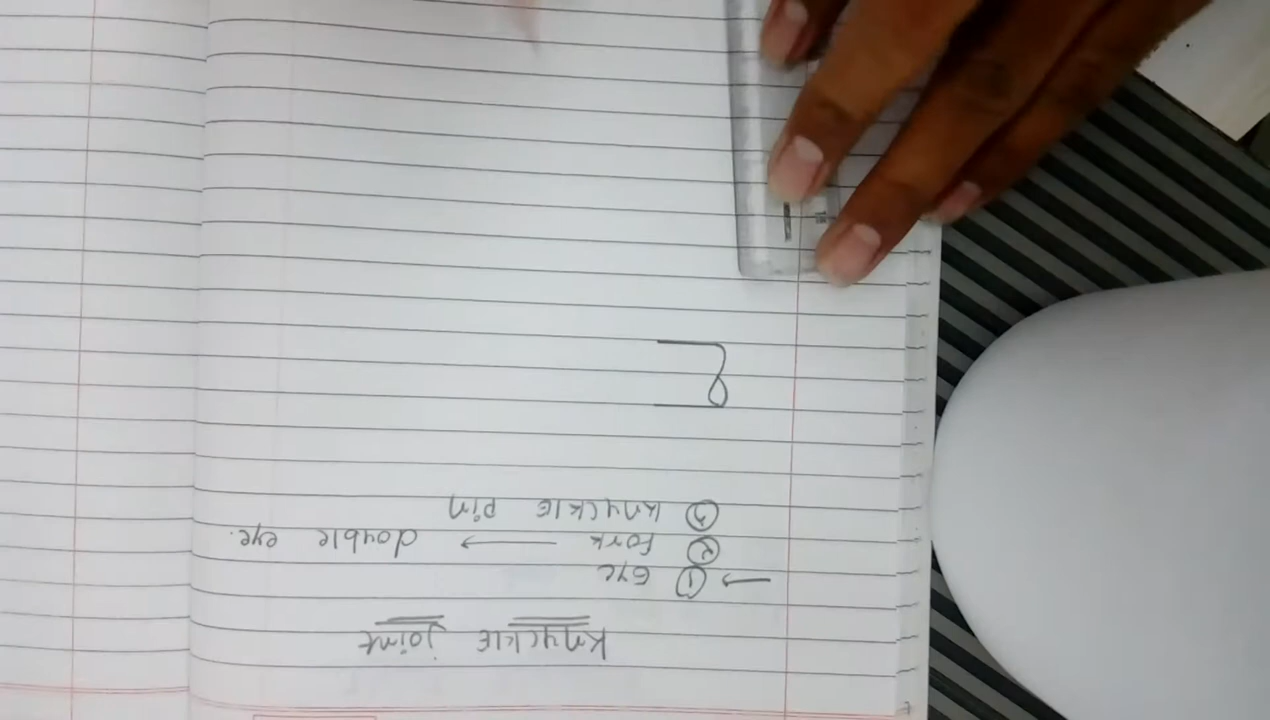 Knuckle joint
→ ① Eye
② Fork → double eye.
③ Knuckle pin